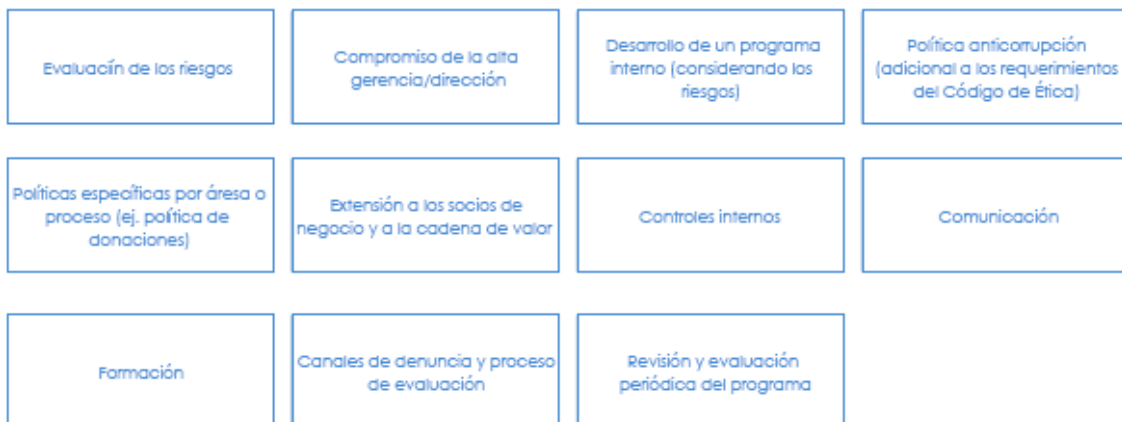 Evaluaciín de los riesgos
Compromiso de la alta
gerencia/dirección
Desarrollo de un programa
interno (considerando los
riesgos)
Política anticorrupción
(adicional a los requerimientos
del Código de Ética)
Políticas específicas por áresa o
proceso (ej. política de
donaciones)
Extensión a los socios de
negocio y a la cadena de valor
Controles internos
Comunicación
Formación
Canales de denuncia y proceso
de evaluación
Revisión y evaluación
periódica del programa